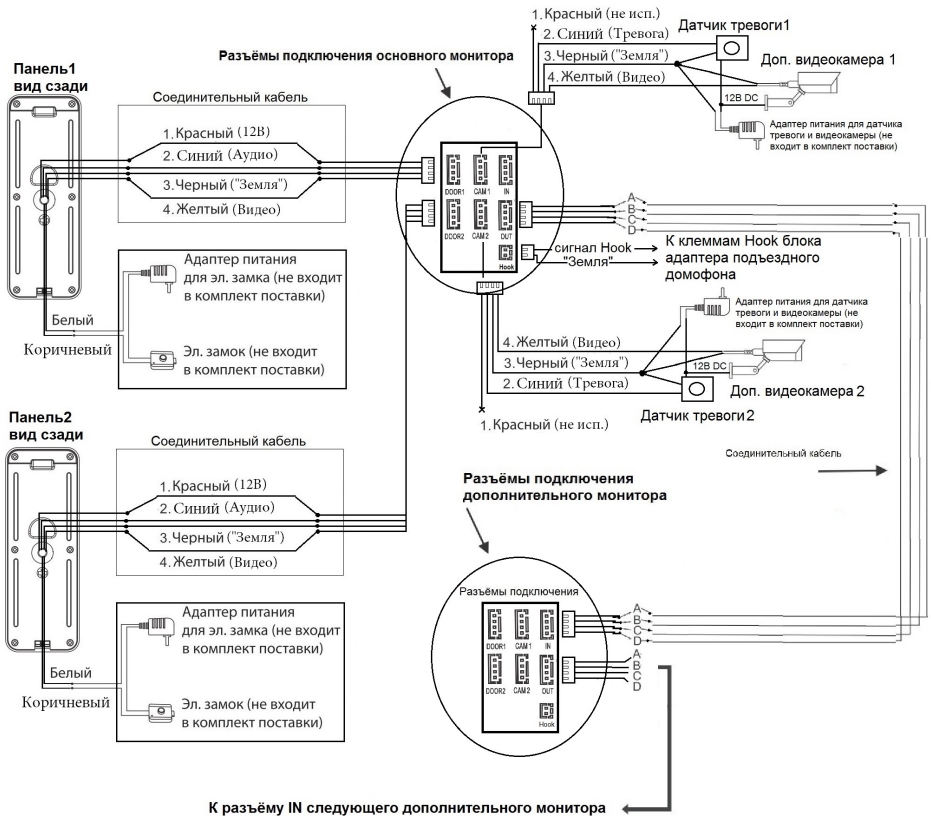 1. Красный (не исп.)
2. Синий (Тревога)
3. Черный ("Земля")
4. Желтый (Видео)
Датчик тревоги1
Доп. видеокамера 1
12В DC
Адаптер питания для датчика
тревоги и видеокамеры (не
входит в комплект поставки)
Разъёмы подключения основного монитора
Панель1
вид сзади
Соединительный кабель
1. Красный (12В)
2. Синий (Аудио)
3. Черный ("Земля")
4. Желтый (Видео)
DOOR1
CAM 1
IN
DOOR2
CAM 2
OUT
Hook
A
B
C
D
сигнал Hook
"Земля"
К клеммам Hook блока
адаптера подъездного
домофона
Адаптер питания
для эл. замка (не входит
в комплект поставки)
Белый
Коричневый
Эл. замок (не входит
в комплект поставки)
Адаптер питания для датчика
тревоги и видеокамеры (не
входит в комплект поставки)
4. Желтый (Видео)
3. Черный ("Земля")
2. Синий (Тревога)
1. Красный (не исп.)
12В DC
Доп. видеокамера 2
Датчик тревоги2
Панель2
вид сзади
Соединительный кабель
1. Красный (12В)
2. Синий (Аудио)
3. Черный ("Земля")
4. Желтый (Видео)
Соединительный кабель
Разъёмы подключения
дополнительного монитора
Разъёмы подключения
DOOR1
CAM 1
IN
DOOR2
CAM 2
OUT
Hook
A
B
C
D
A
B
C
D
Адаптер питания
для эл. замка (не входит
в комплект поставки)
Белый
Коричневый
Эл. замок (не входит
в комплект поставки)
К разъёму IN следующего дополнительного монитора